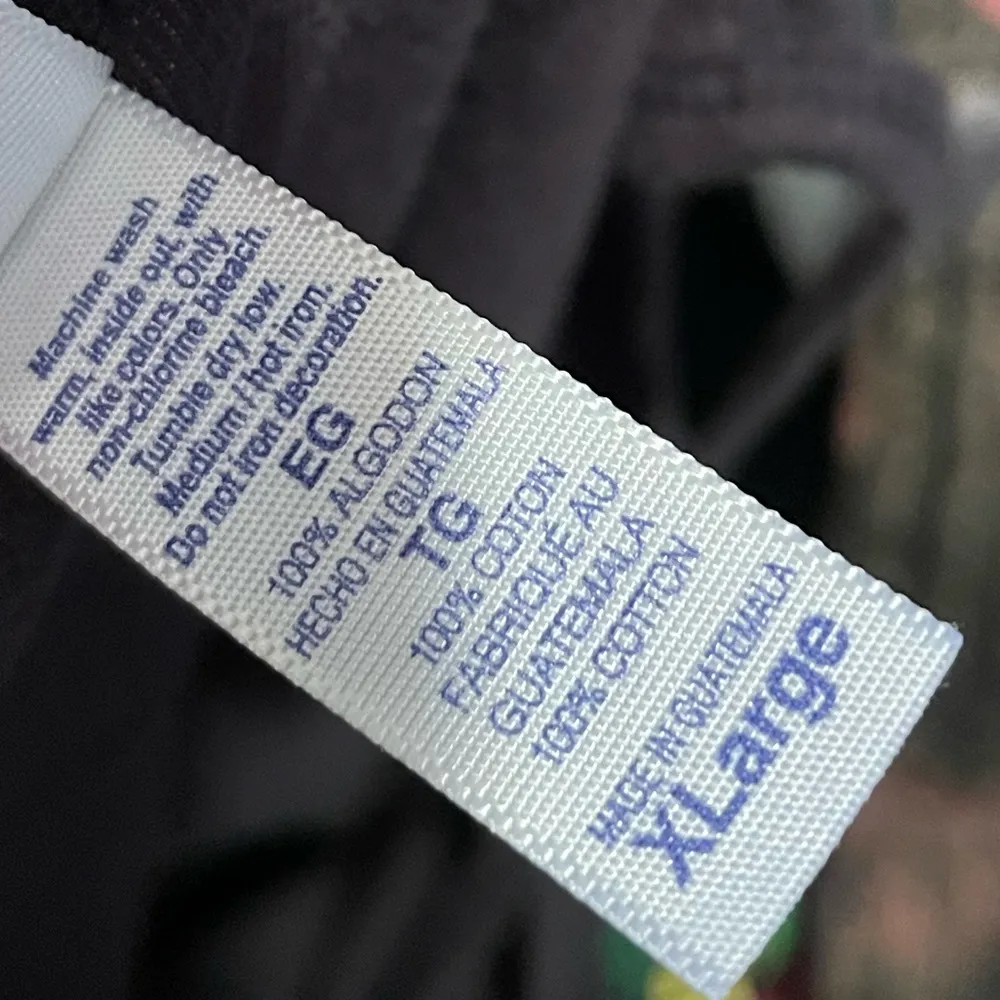 Machine wash
warm, inside out, with
like colors. Only
non-chlorine bleach.
Tumble dry low.
Medium / hot iron.
Do not iron decoration.
EG
100% ALGODON
HECHO EN GUATEMALA
TG
100% COTON
FABRIQUE AU
GUATEMALA
100% COTTON
MADE IN GUATEMALA
XLarge